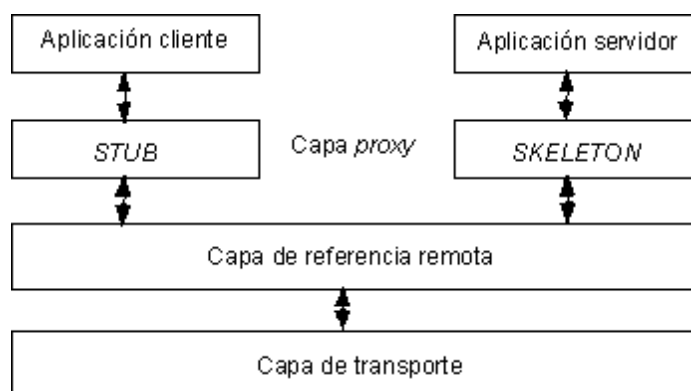 Aplicación cliente
Aplicación servidor
STUB
Capa proxy
SKELETON
Capa de referencia remota
Capa de transporte